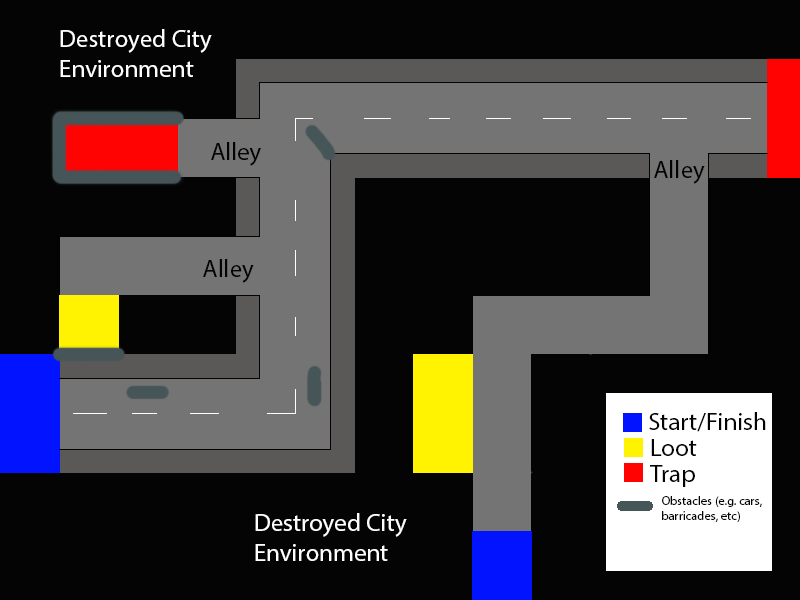 Destroyed City
Environment
Alley
Alley
Alley
Start/Finish
Loot
Trap
Obstacles (e.g. cars,
barricades, etc)
Destroyed City
Environment